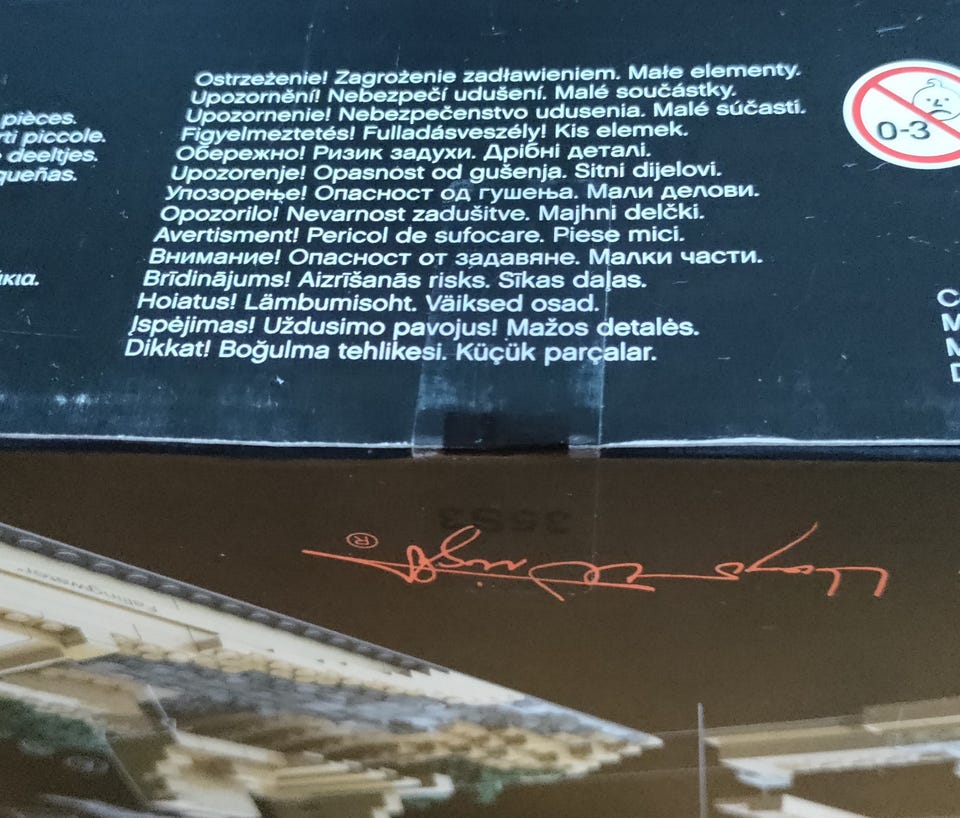 pièces.
piccole.
deeltjes.
Ostrzeżenie! Zagrożenie zadławieniem. Małe elementy.
Upozornění! Nebezpečí udušení. Malé součástky.
Upozornenie! Nebezpečenstvo udusenia. Malé súčasti.
Figyelmeztetés! Fulladásveszély! Kis elemek.
Обережно! Ризик задухи. Дрібні деталі.
Upozorenje! Opasnost od gušenja. Sitni dijelovi.
Упозорење! Опасност од гушења. Мали делови.
Opozorilo! Nevarnost zadušitve. Majhni delčki.
Avertisment! Pericol de sufocare. Piese mici.
Внимание! Опасност от задавяне. Малки части.
Brīdinājums! Aizrīšanās risks. Sīkas daļas.
Hoiatus! Lämbumisoht. Väiksed osad.
Įspėjimas! Uždusimo pavojus! Mažos detalės.
Dikkat! Boğulma tehlikesi. Küçük parçalar.
0-3
Frank Lloyd Wright®
Fallingwater